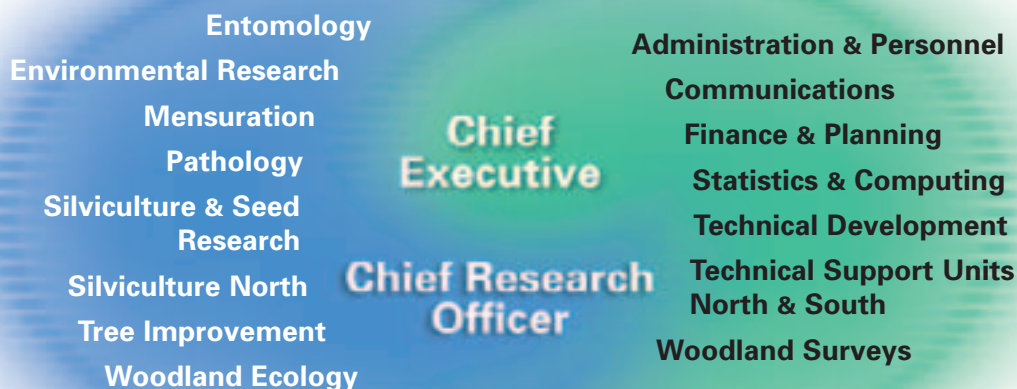 Entomology
Environmental Research
Mensuration
Pathology
Silviculture & Seed
Research
Silviculture North
Tree Improvement
Woodland Ecology
Chief
Executive
Chief Research
Officer
Administration & Personnel
Communications
Finance & Planning
Statistics & Computing
Technical Development
Technical Support Units
North & South
Woodland Surveys